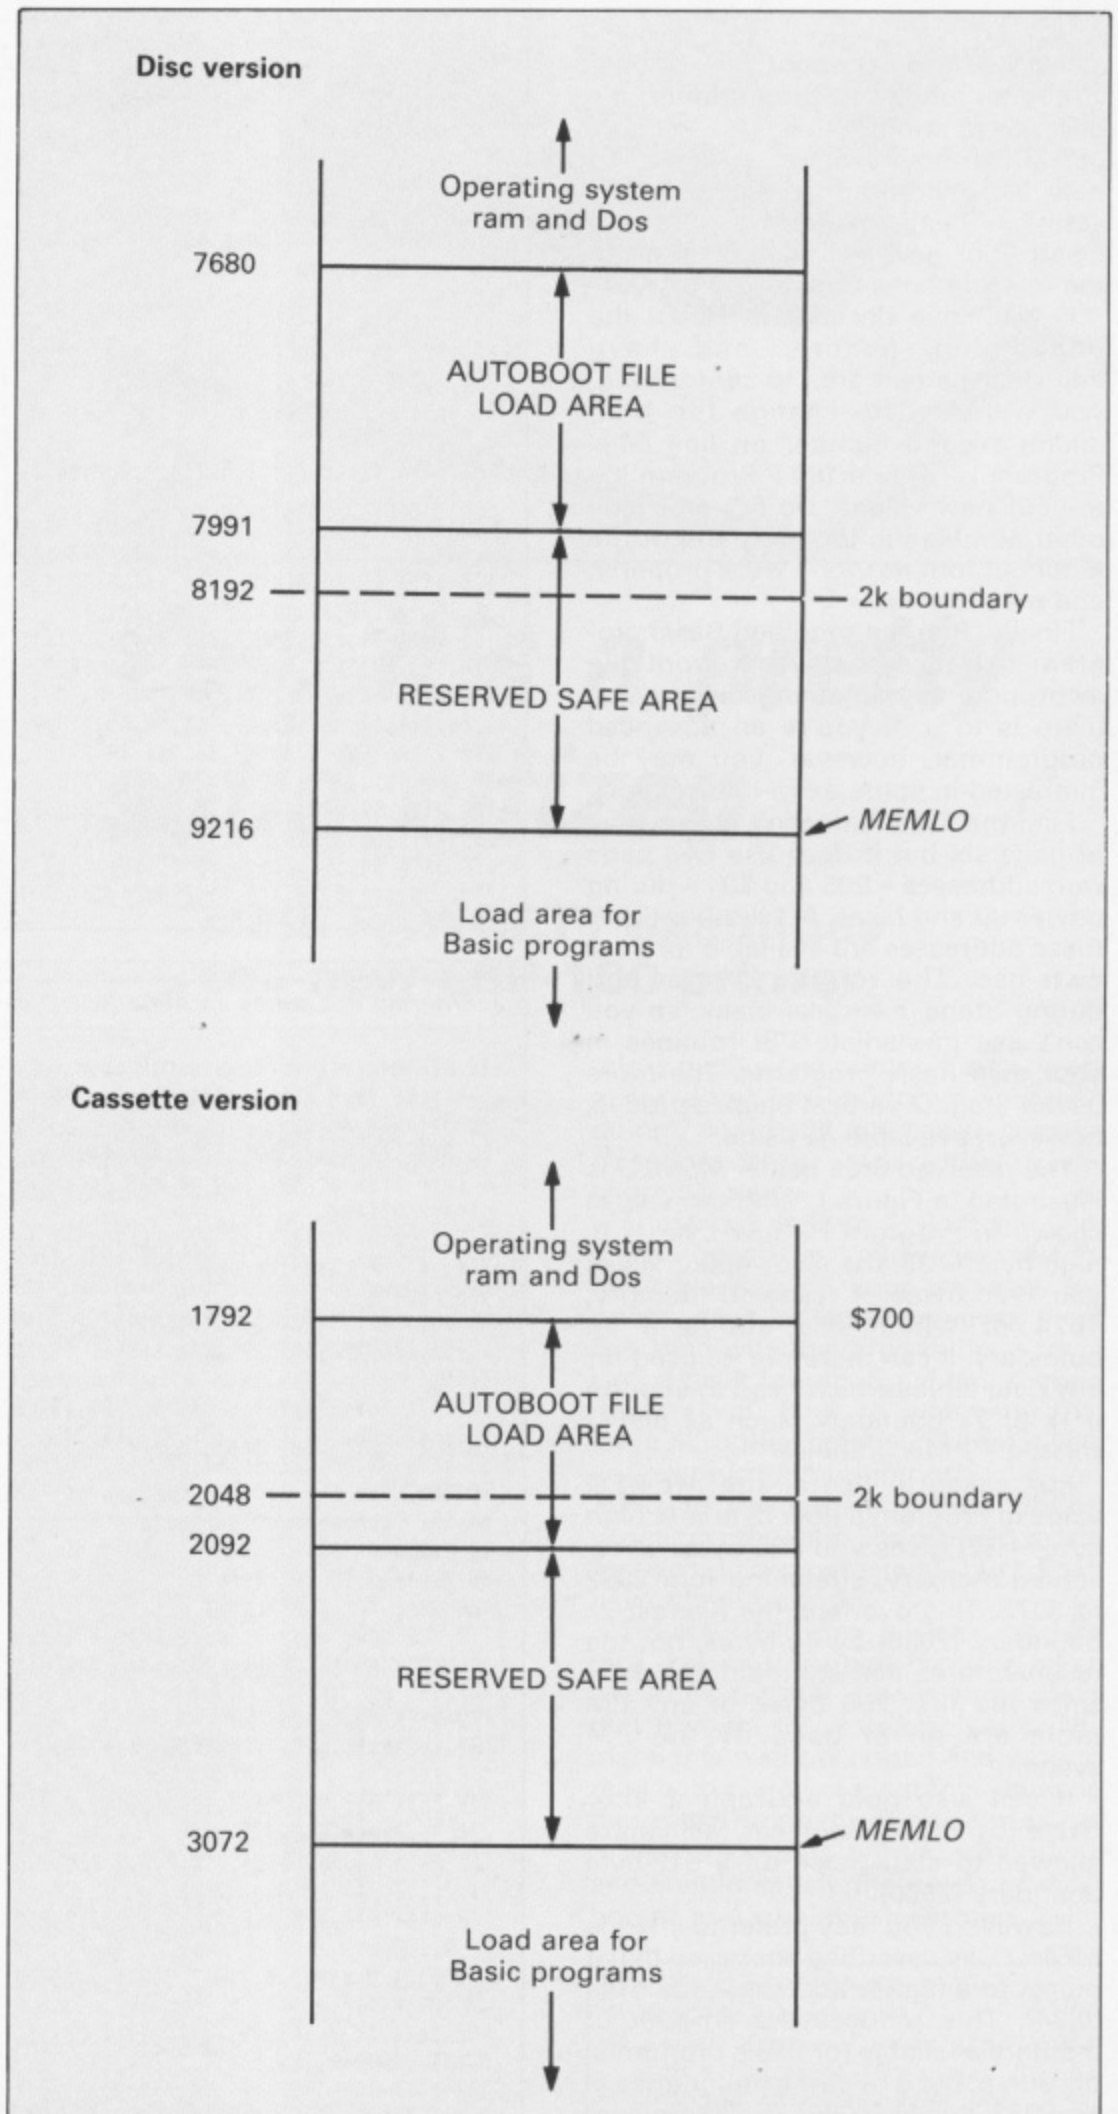 Disc version
Operating system
ram and Dos
7680
AUTOBOOT FILE
LOAD AREA
7991
8192
2k boundary
RESERVED SAFE AREA
9216
MEMLO
Load area for
Basic programs
Cassette version
Operating system
ram and Dos
1792
$700
AUTOBOOT FILE
LOAD AREA
2048
2k boundary
2092
RESERVED SAFE AREA
3072
MEMLO
Load area for
Basic programs